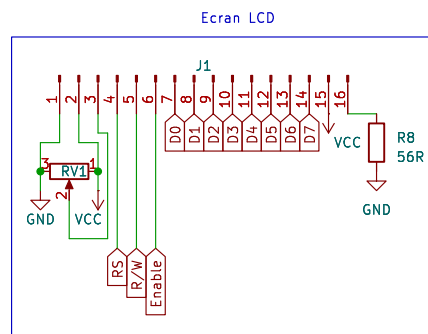 Ecran LCD
J1
1 2 3 4 5 6 7 8 9 10 11 12 13 14 15 16
D0 D1 D2 D3 D4 D5 D6 D7
VCC
R8
56R
3 RV1 1
2
GND VCC
GND
RS R/W Enable